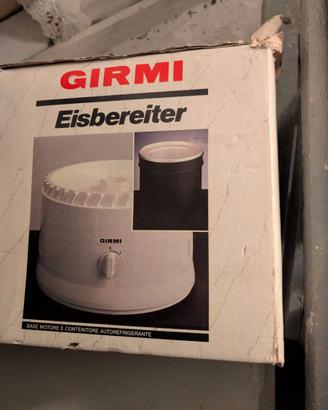 GIRMI
Eisbereiter
GIRMI
BASE MOTORE E CONTENITORE AUTOREFRIGERANTE